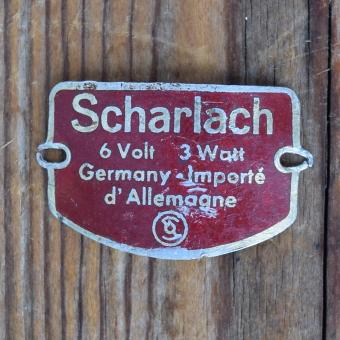 Scharlach
6 Volt 3 Watt
Germany - Importé
d'Allemagne